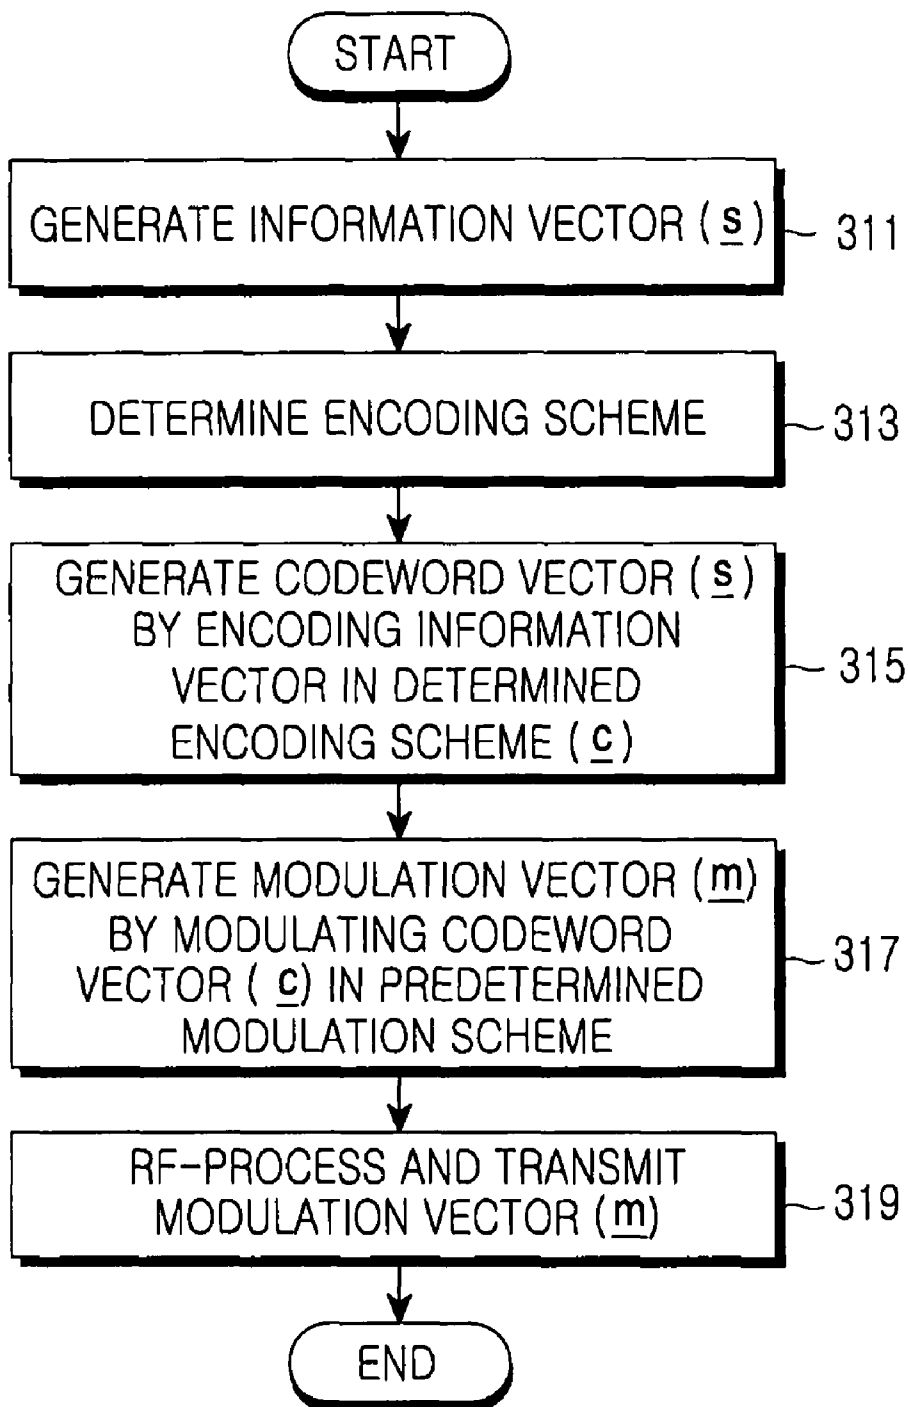 START
GENERATE INFORMATION VECTOR (s)
311
DETERMINE ENCODING SCHEME
313
GENERATE CODEWORD VECTOR (s)
BY ENCODING INFORMATION
VECTOR IN DETERMINED
ENCODING SCHEME (c)
315
GENERATE MODULATION VECTOR (m)
BY MODULATING CODEWORD
VECTOR (c) IN PREDETERMINED
MODULATION SCHEME
317
RF-PROCESS AND TRANSMIT
MODULATION VECTOR (m)
319
END